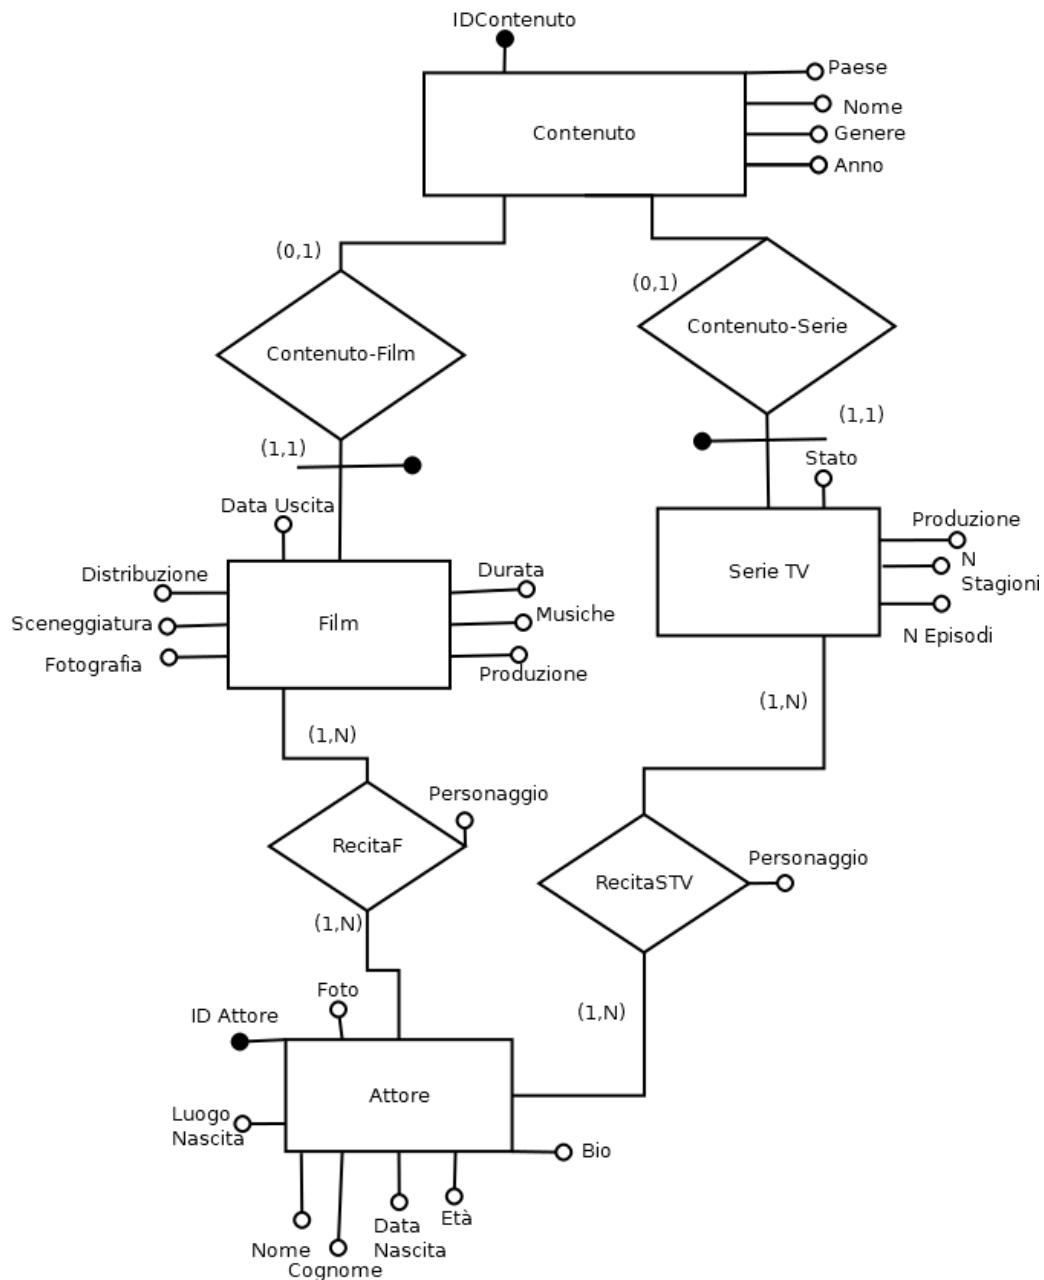 IDContenuto
Paese
Nome
Contenuto
Genere
Anno
(0,1)
(0,1)
Contenuto-Serie
Contenuto-Film
(1,1)
(1,1)
Stato
Data Uscita
Produzione
N
Stagioni
Serie TV
N Episodi
Distribuzione
Durata
Sceneggiatura
Film
Musiche
Fotografia
Produzione
(1,N)
(1,N)
Personaggio
RecitaF
Personaggio
RecitaSTV
(1,N)
(1,N)
Foto
ID Attore
Attore
Luogo
Nascita
Bio
Nome
Cognome
Data
Nascita
Età